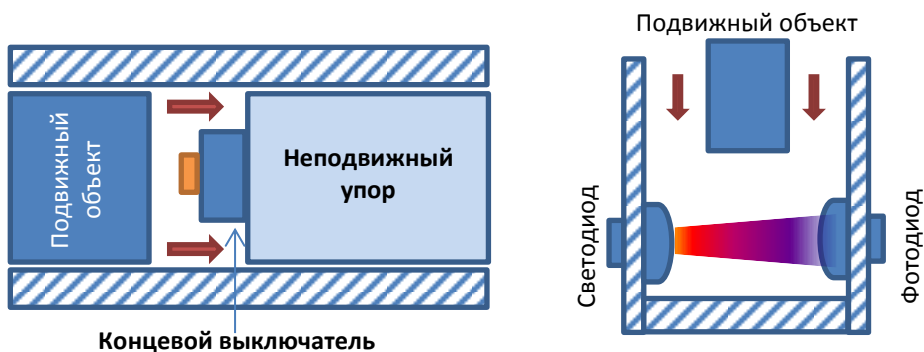 Подвижный
объект
Неподвижный
упор
Концевой выключатель
Подвижный объект
Светодиод
Фотодиод